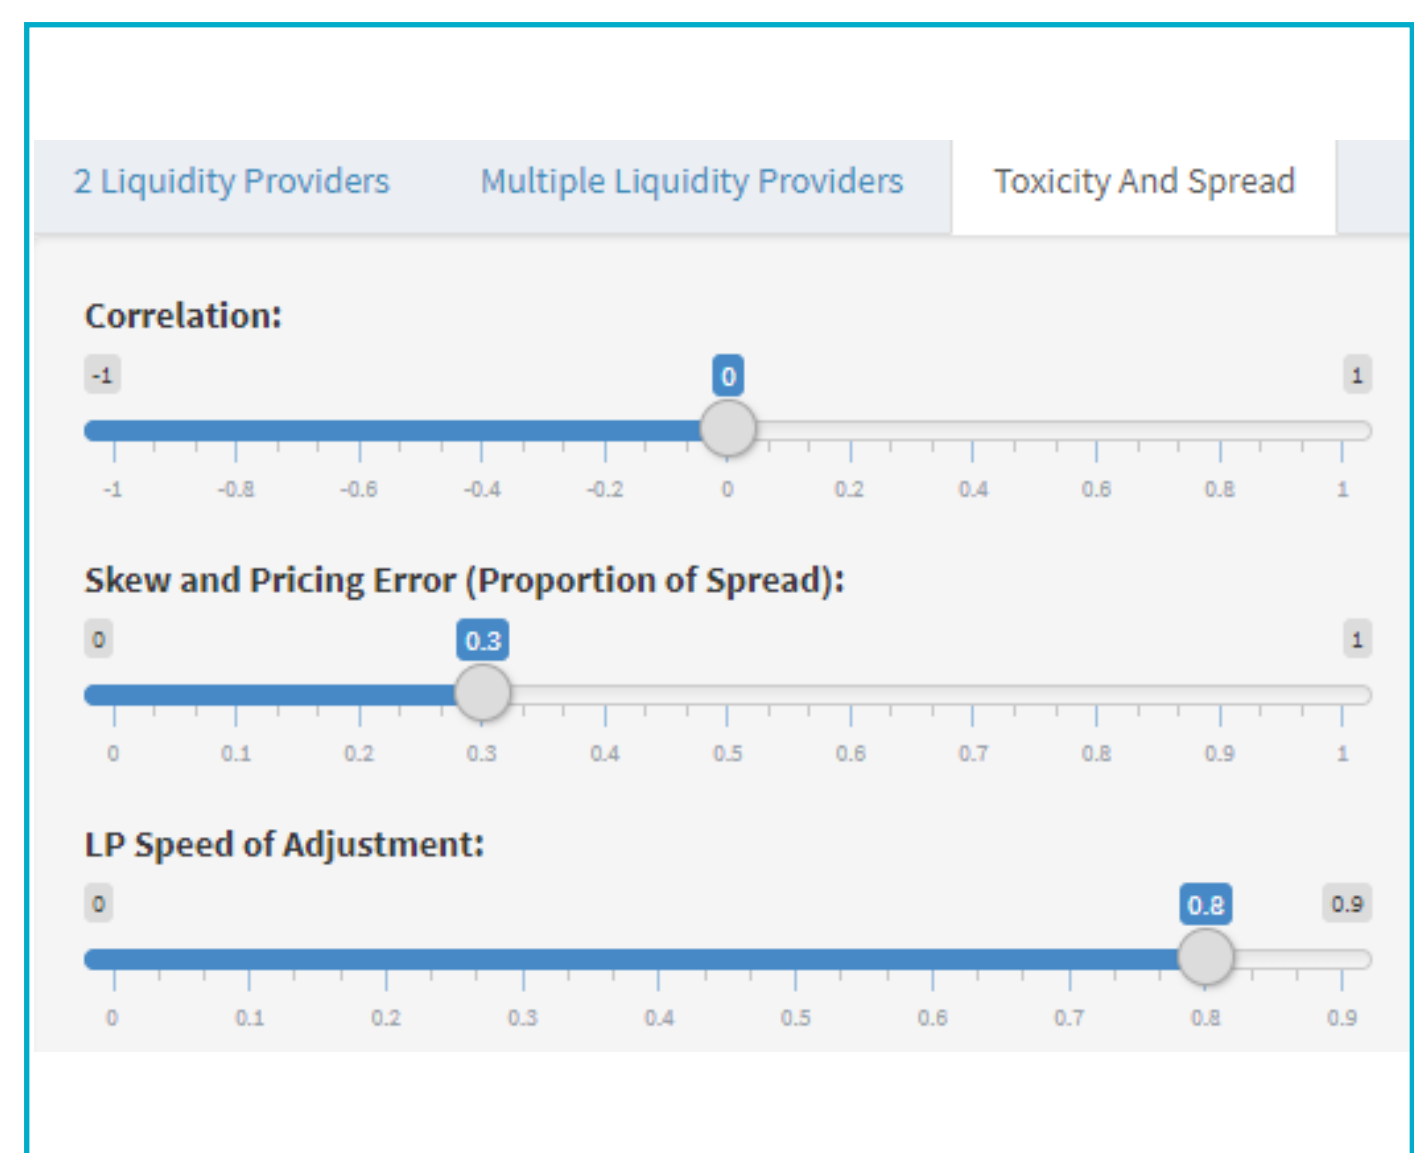 2 Liquidity Providers Multiple Liquidity Providers Toxicity And Spread
Correlation:
-1 0 1
-1 -0.8 -0.6 -0.4 -0.2 0 0.2 0.4 0.6 0.8 1
Skew and Pricing Error (Proportion of Spread):
0 0.3 1
0 0.1 0.2 0.3 0.4 0.5 0.6 0.7 0.8 0.9 1
LP Speed of Adjustment:
0 0.8 0.9
0 0.1 0.2 0.3 0.4 0.5 0.6 0.7 0.8 0.9